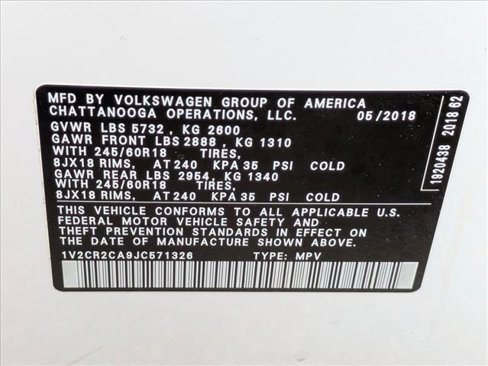 MFD BY VOLKSWAGEN GROUP OF AMERICA
CHATTANOOGA OPERATIONS, LLC. 05/2018
GVWR LBS 5732 , KG 2600
GAWR FRONT LBS 2888 , KG 1310
WITH 245/60R18 TIRES,
8JX18 RIMS, AT 240 KPA 35 PSI COLD
GAWR REAR LBS 2954, KG 1340
WITH 245/60R18 TIRES,
8JX18 RIMS, AT 240 KPA 35 PSI COLD
THIS VEHICLE CONFORMS TO ALL APPLICABLE U.S.
FEDERAL MOTOR VEHICLE SAFETY AND
THEFT PREVENTION STANDARDS IN EFFECT ON THE
DATE OF MANUFACTURE SHOWN ABOVE.
1V2CR2CA9JC571326 TYPE: MPV
1920438 2018 62